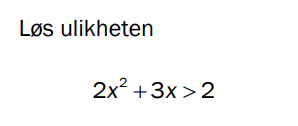 Løs ulikheten
2x² + 3x > 2